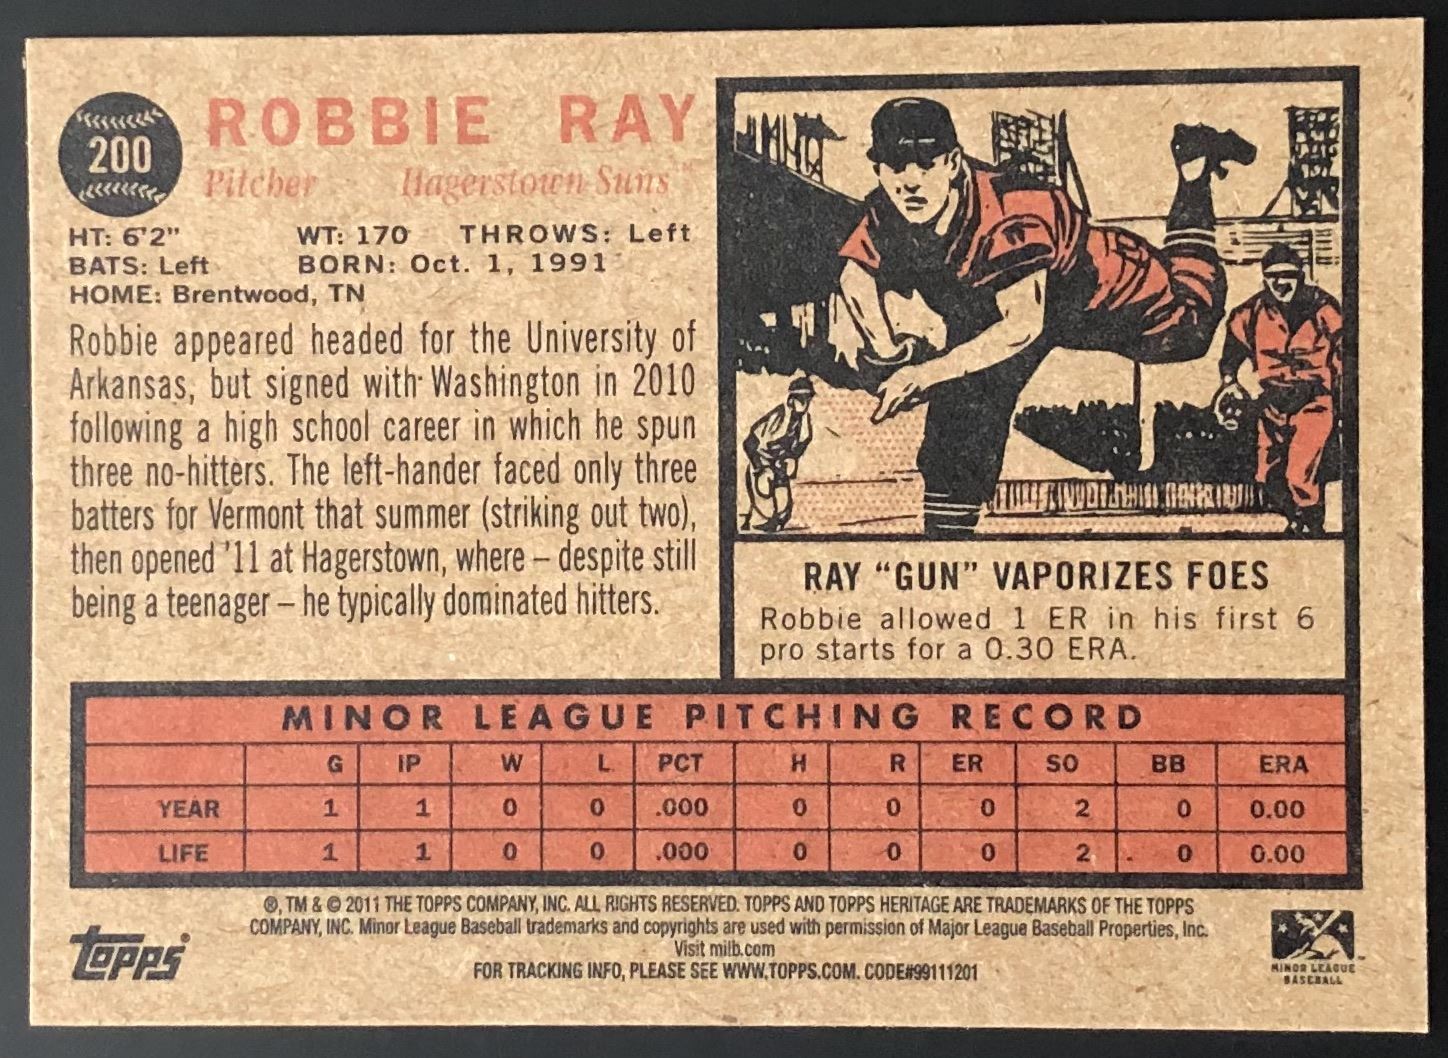 200
ROBBIE RAY
Pitcher Hagerstown Suns
HT: 6'2" WT: 170 THROWS: Left
BATS: Left BORN: Oct. 1, 1991
HOME: Brentwood, TN
Robbie appeared headed for the University of
Arkansas, but signed with Washington in 2010
following a high school career in which he spun
three no-hitters. The left-hander faced only three
batters for Vermont that summer (striking out two),
then opened '11 at Hagerstown, where – despite still
being a teenager – he typically dominated hitters.
RAY "GUN" VAPORIZES FOES
Robbie allowed 1 ER in his first 6
pro starts for a 0.30 ERA.
MINOR LEAGUE PITCHING RECORD
G IP W L PCT H R ER SO BB ERA
YEAR 1 1 0 0 .000 0 0 0 2 0 0.00
LIFE 1 1 0 0 .000 0 0 0 2 0 0.00
®, TM & © 2011 THE TOPPS COMPANY, INC. ALL RIGHTS RESERVED. TOPPS AND TOPPS HERITAGE ARE TRADEMARKS OF THE TOPPS
COMPANY, INC. Minor League Baseball trademarks and copyrights are used with permission of Major League Baseball Properties, Inc.
Visit milb.com
FOR TRACKING INFO, PLEASE SEE WWW.TOPPS.COM. CODE#99111201
topps®
MINOR LEAGUE™
BASEBALL